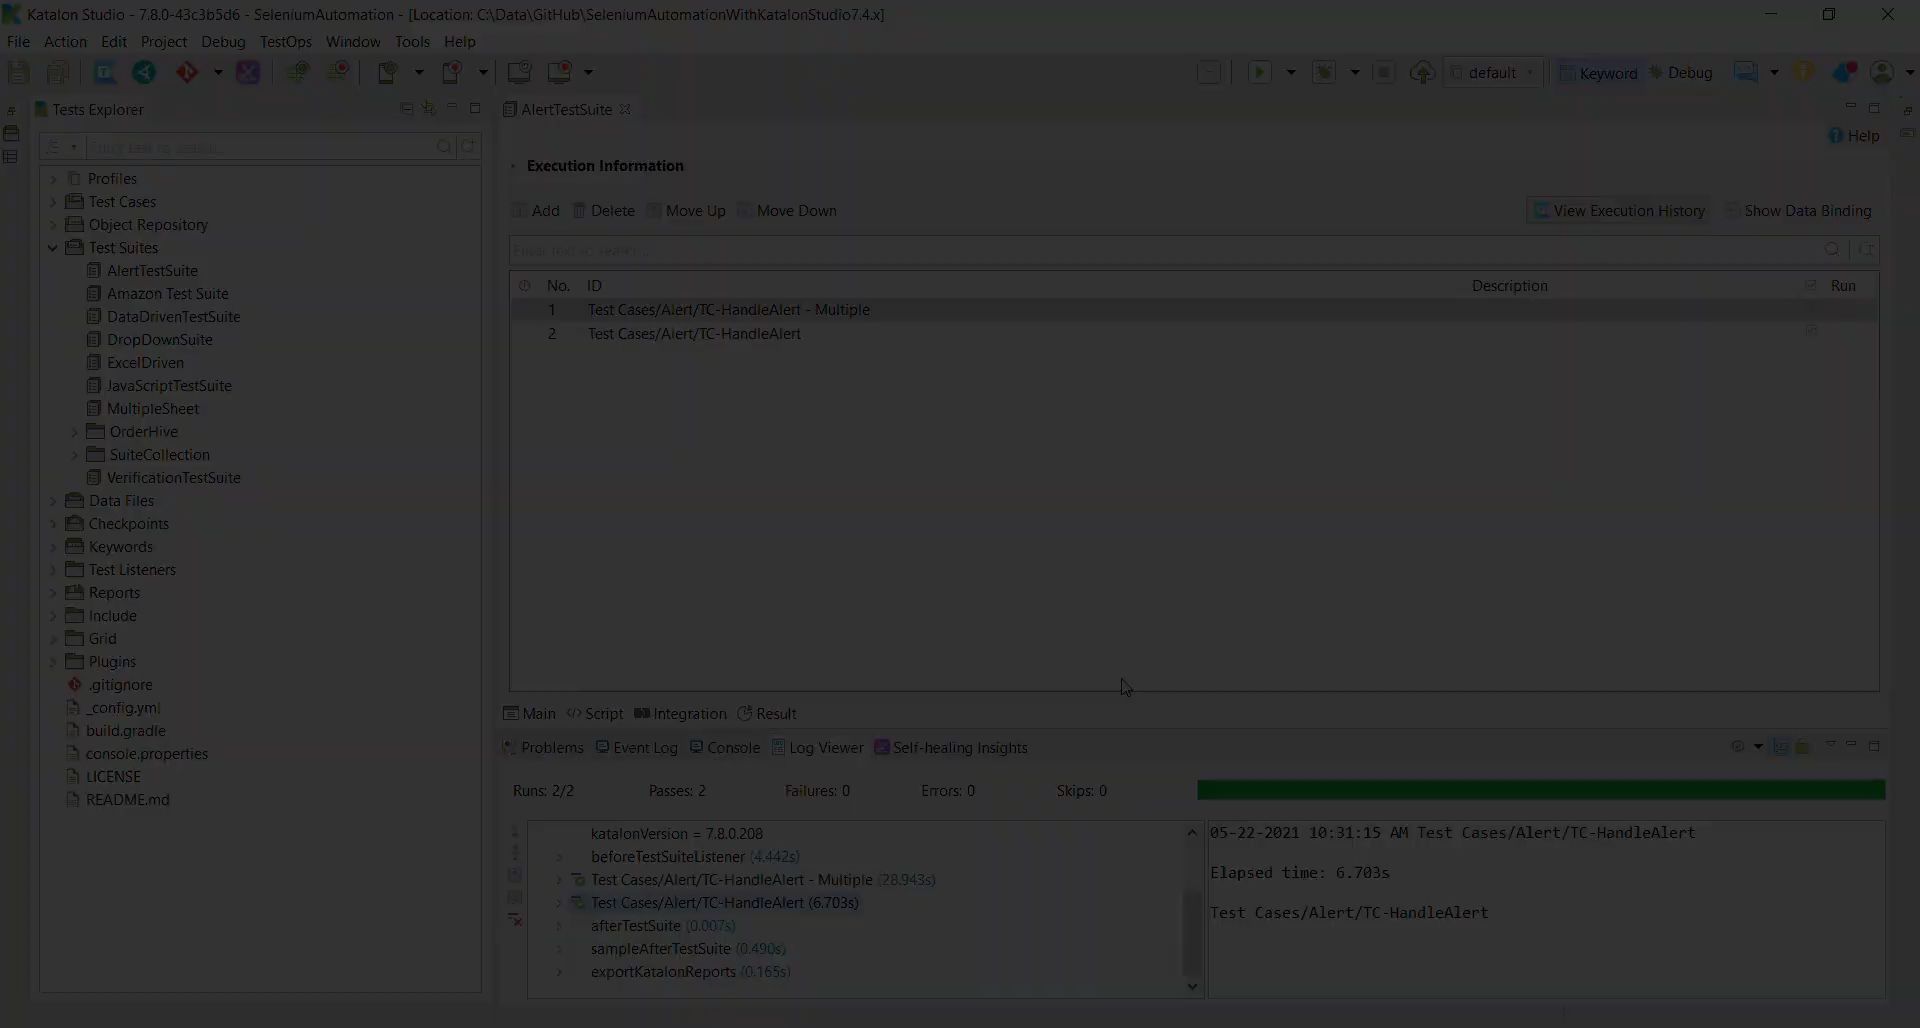 Katalon Studio - 7.8.0-43c3b5d6 - SeleniumAutomation - [Location: C:\Data\GitHub\SeleniumAutomationWithKatalonStudio7.4.x]
File Action Edit Project Debug TestOps Window Tools Help
default Keyword Debug
Tests Explorer
AlertTestSuite
Help
Execution Information
Profiles
Test Cases
Object Repository
Test Suites
AlertTestSuite
Amazon Test Suite
DataDrivenTestSuite
DropDownSuite
ExcelDriven
JavaScriptTestSuite
MultipleSheet
OrderHive
SuiteCollection
VerificationTestSuite
Data Files
Checkpoints
Keywords
Test Listeners
Reports
Include
Grid
Plugins
.gitignore
_config.yml
build.gradle
console.properties
LICENSE
README.md
Add Delete Move Up Move Down View Execution History Show Data Binding
No. ID Description Run
1 Test Cases/Alert/TC-HandleAlert - Multiple
2 Test Cases/Alert/TC-HandleAlert
Main Script Integration Result
Problems Event Log Console Log Viewer Self-healing Insights
Runs: 2/2 Passes: 2 Failures: 0 Errors: 0 Skips: 0
katalonVersion = 7.8.0.208
beforeTestSuiteListener (4.442s)
Test Cases/Alert/TC-HandleAlert - Multiple (28.943s)
Test Cases/Alert/TC-HandleAlert (6.703s)
afterTestSuite (0.007s)
sampleAfterTestSuite (0.490s)
exportKatalonReports (0.165s)
05-22-2021 10:31:15 AM Test Cases/Alert/TC-HandleAlert
Elapsed time: 6.703s
Test Cases/Alert/TC-HandleAlert